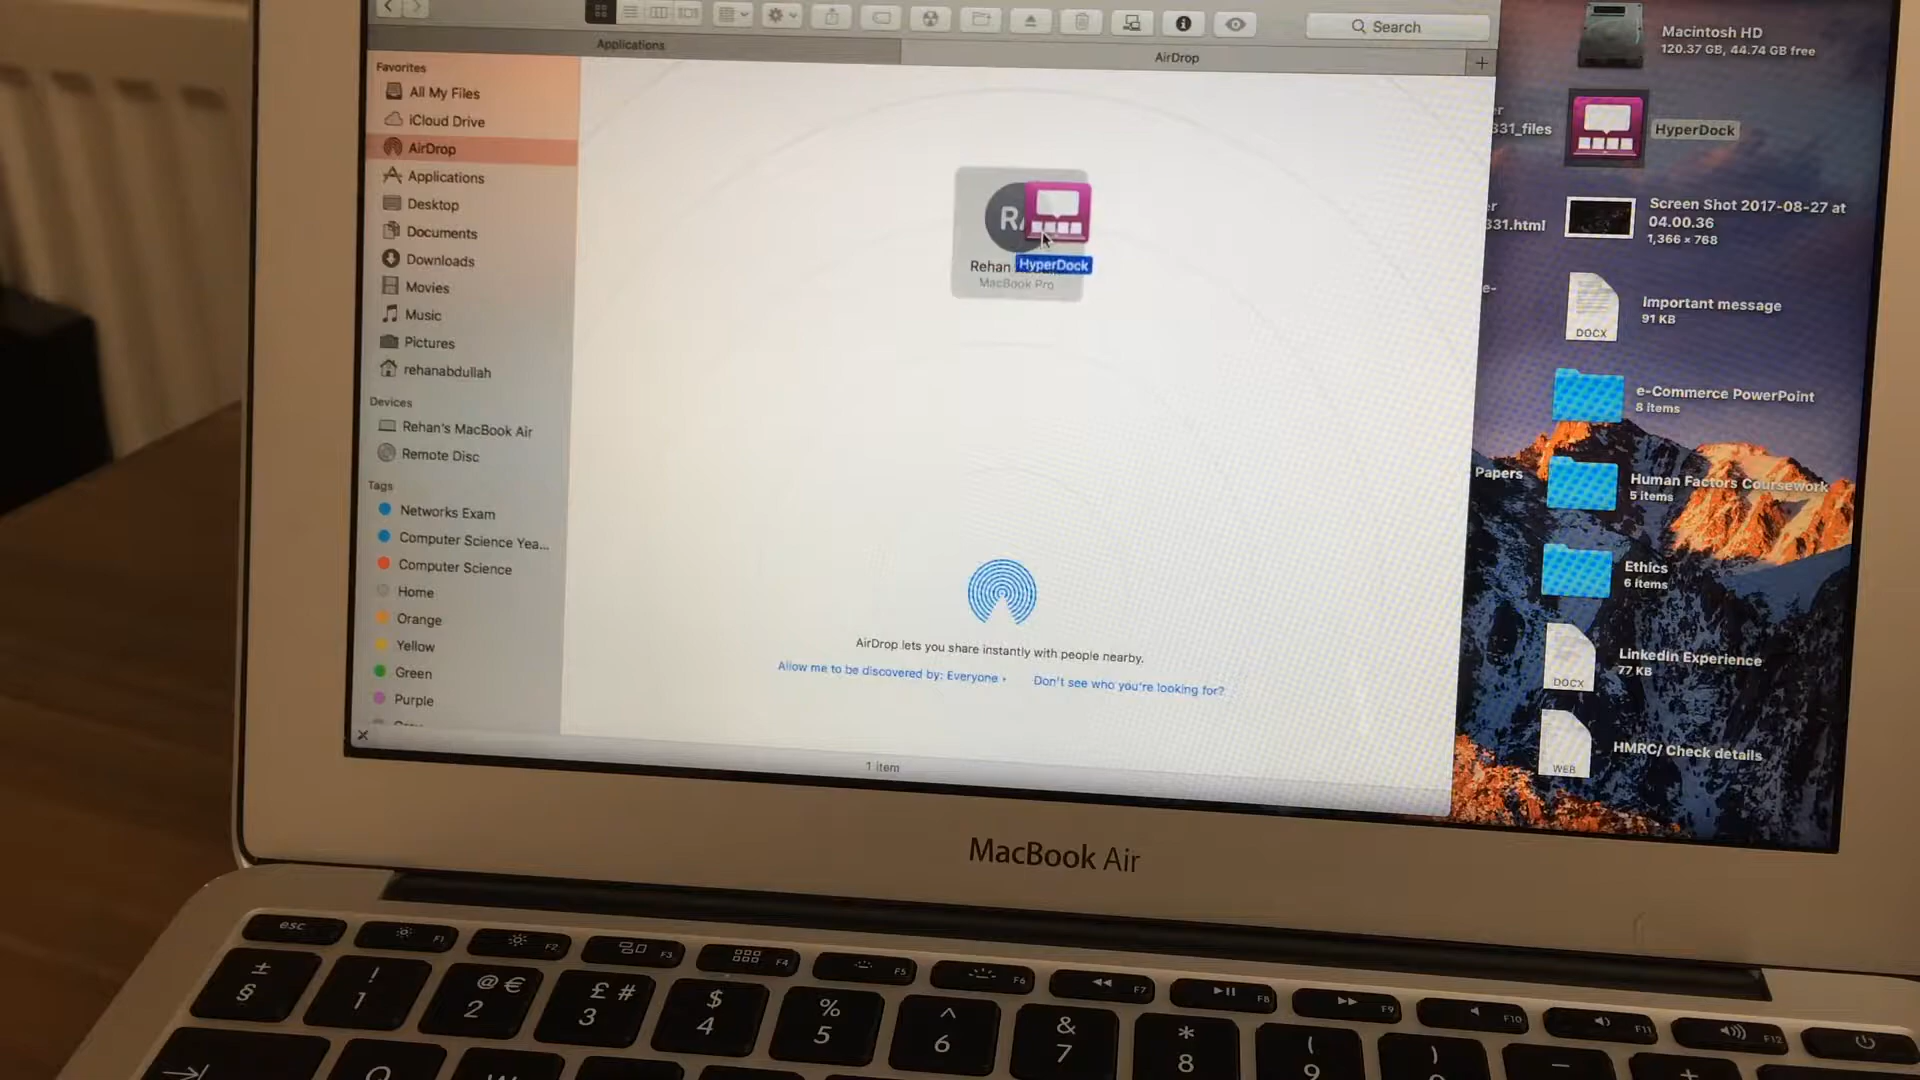 Search
Applications
AirDrop
+
Favorites
All My Files
iCloud Drive
AirDrop
Applications
Desktop
Documents
Downloads
Movies
Music
Pictures
rehanabdullah
Devices
Rehan's MacBook Air
Remote Disc
Tags
Networks Exam
Computer Science Yea...
Computer Science
Home
Orange
Yellow
Green
Purple
Rehan
HyperDock
MacBook Pro
AirDrop lets you share instantly with people nearby.
Allow me to be discovered by: Everyone
Don't see who you're looking for?
1 item
Macintosh HD
120.37 GB, 44.74 GB free
331_files
HyperDock
331.html
Screen Shot 2017-08-27 at
04.00.36
1,366 × 768
Important message
91 KB
DOCX
e-Commerce PowerPoint
8 items
Papers
Human Factors Coursework
5 items
Ethics
6 items
LinkedIn Experience
77 KB
DOCX
HMRC/ Check details
WEB
MacBook Air
esc
F1
F2
F3
F4
F5
F6
F7
F8
F9
F10
F11
F12
± §
! 1
@ € 2
£ # 3
$ 4
% 5
^ 6
& 7
* 8
( 9
)
Q